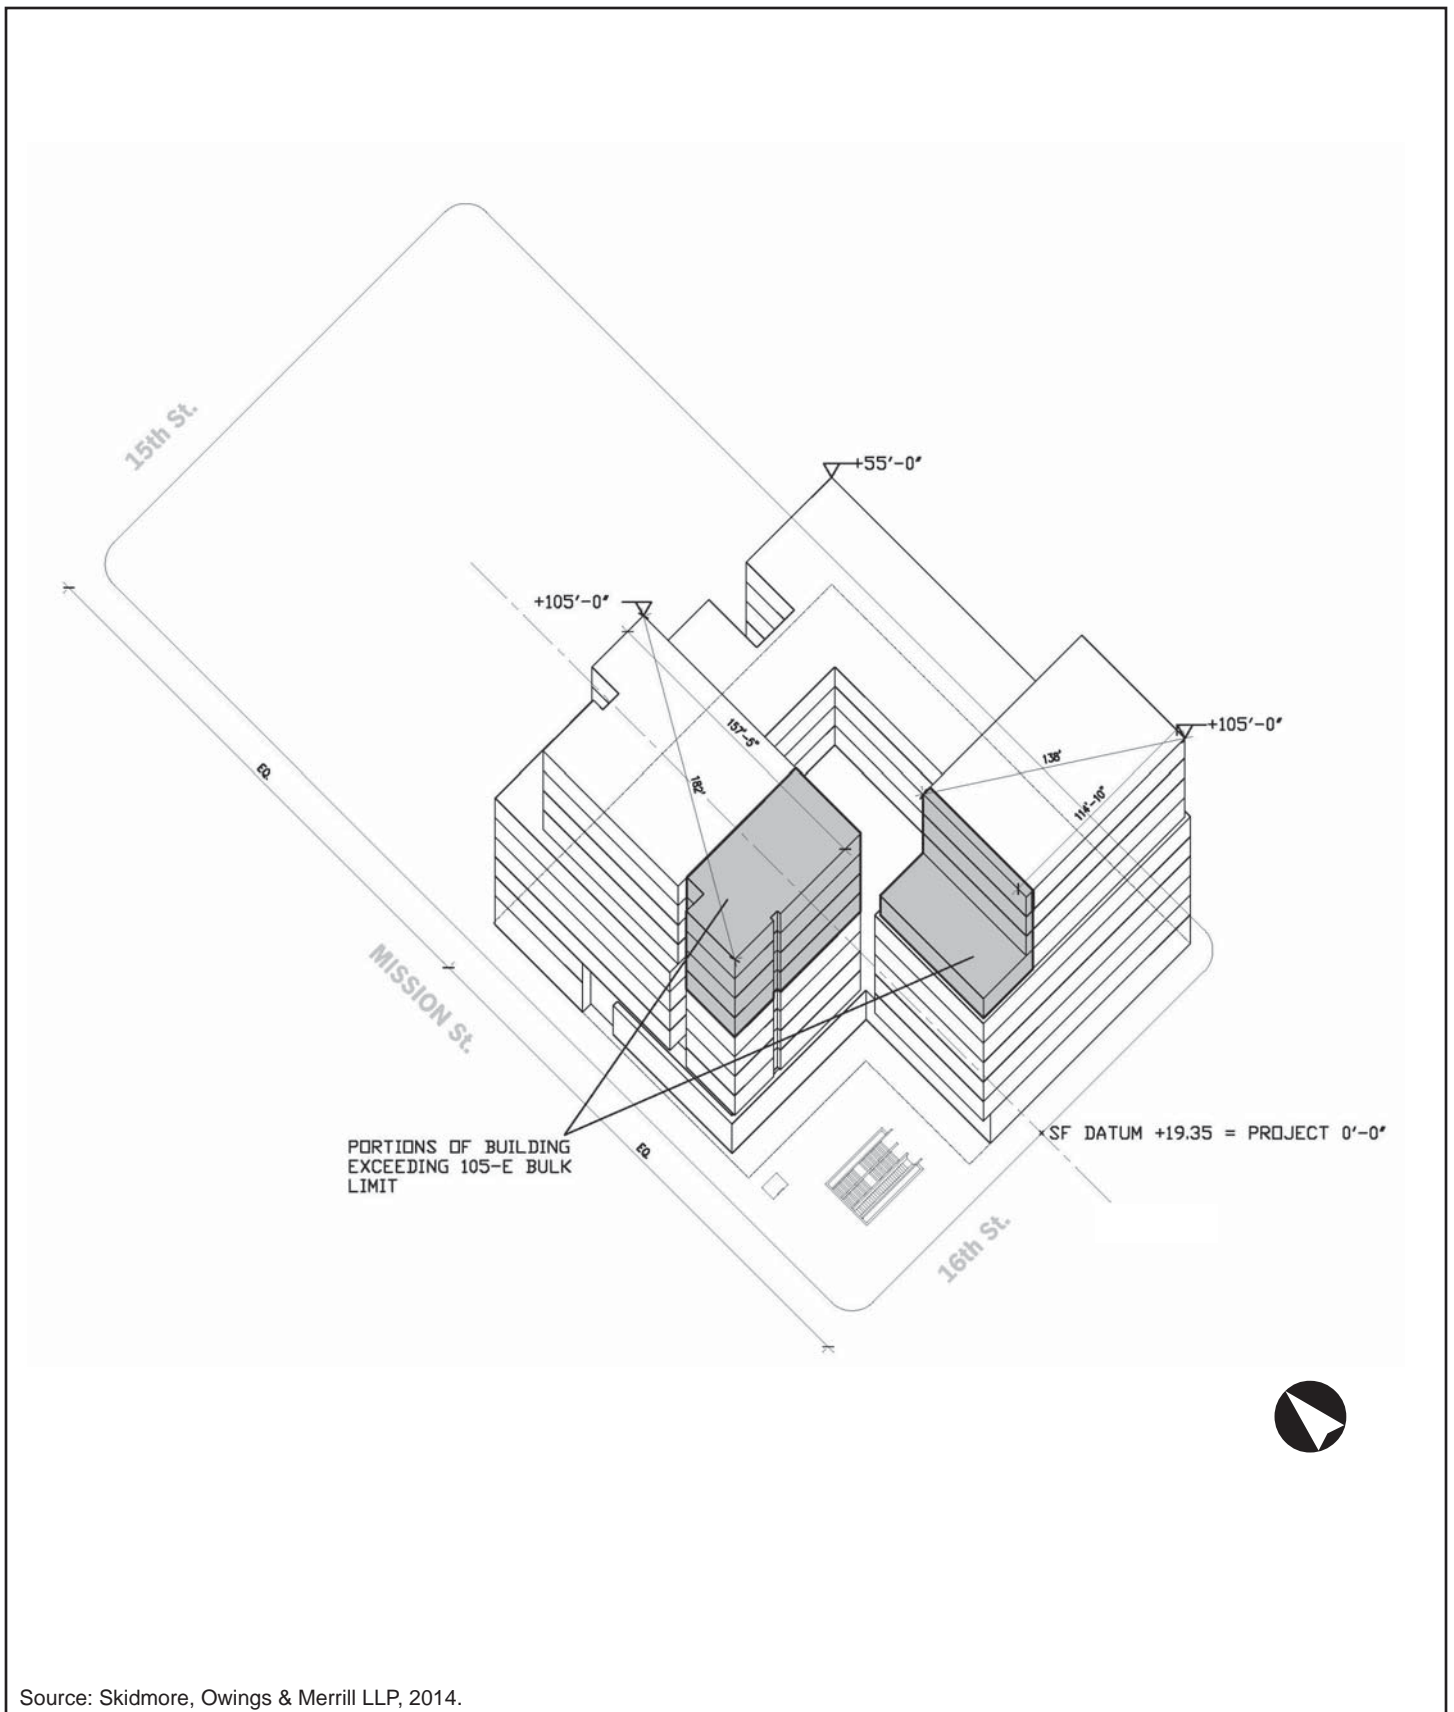 15th St.
+55'-0"
+105'-0"
+105'-0"
157'-5"
138'
182'
114'-10"
EQ.
MISSION St.
PORTIONS OF BUILDING
EXCEEDING 105-E BULK
LIMIT
EQ.
SF DATUM +19.35 = PROJECT 0'-0"
16th St.
Source: Skidmore, Owings & Merrill LLP, 2014.